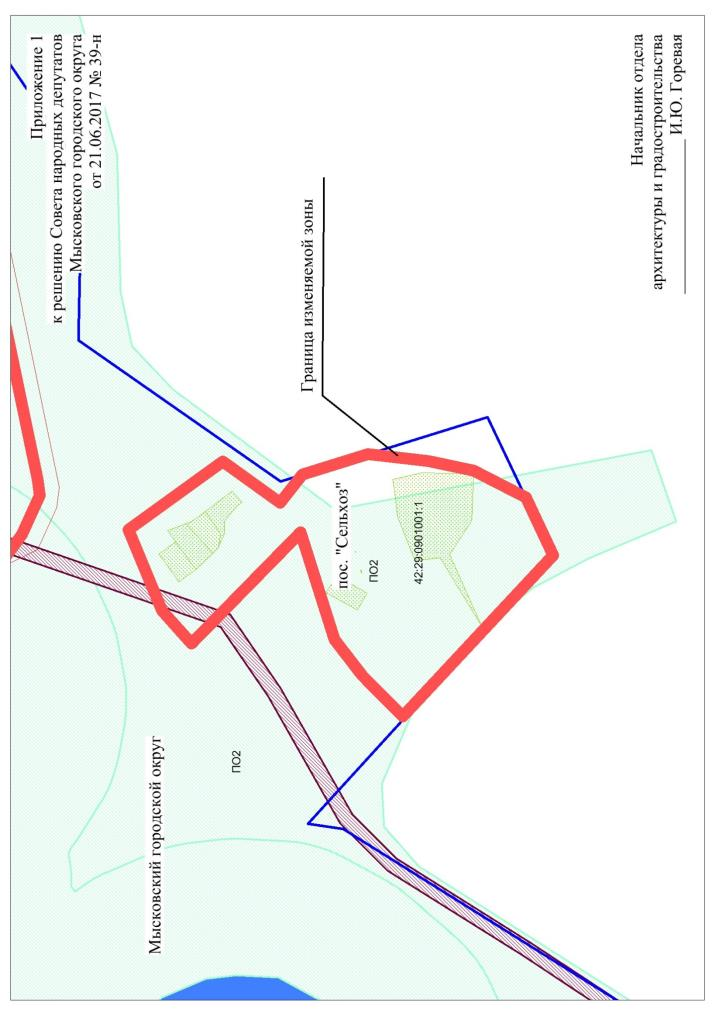 Приложение 1
к решению Совета народных депутатов
Мысковского городского округа
от 21.06.2017 № 39-н
Граница изменяемой зоны
пос. "Сельхоз"
ПО2
42:29:0901001:1
Мысковский городской округ
ПО2
Начальник отдела
архитектуры и градостроительства
И.Ю. Горевая